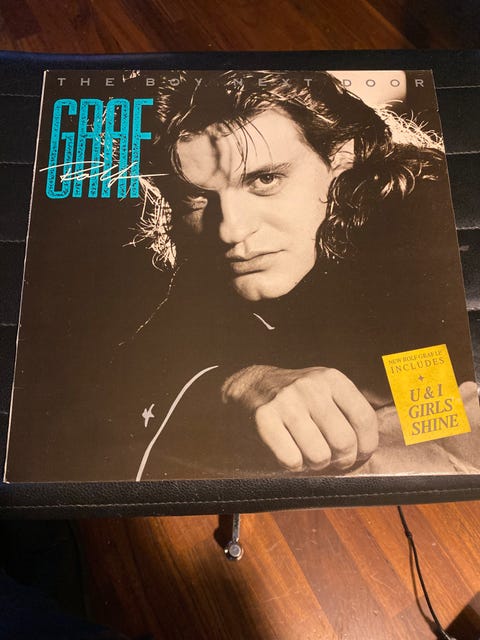 THE BOY NEXT DOOR
GRAF
Rolf
NEW ROLF GRAF LP
INCLUDES
U & I
GIRLS
SHINE